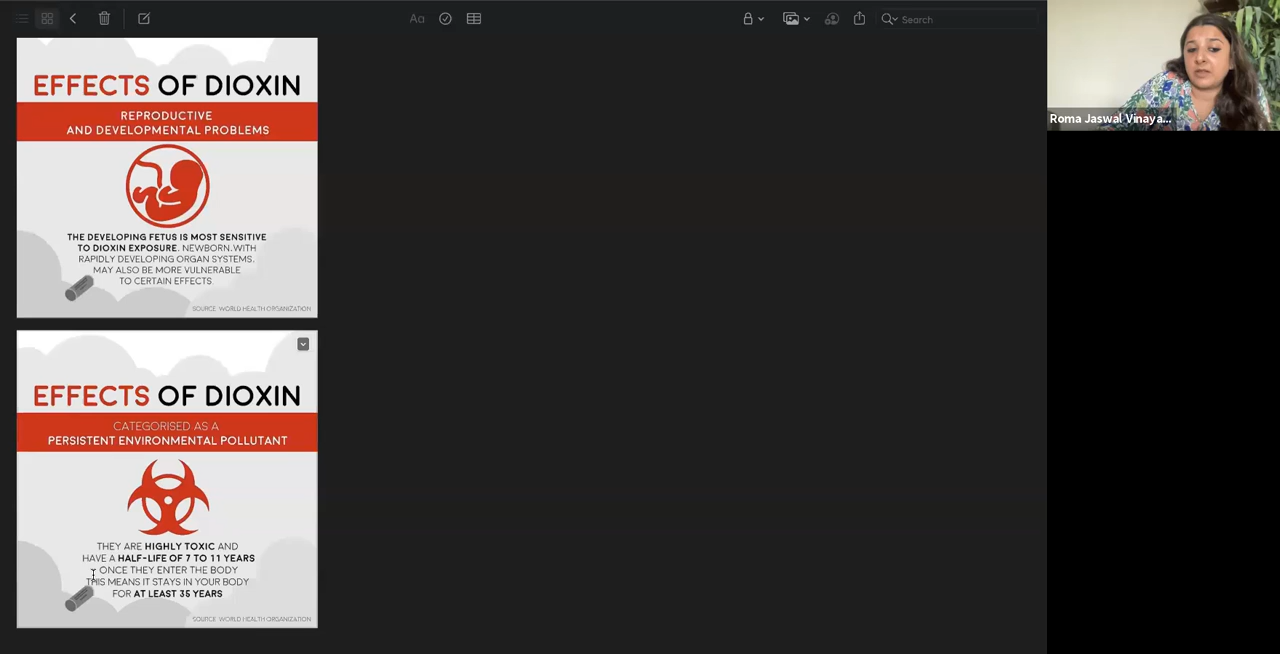 Aa
Search
EFFECTS OF DIOXIN
REPRODUCTIVE
AND DEVELOPMENTAL PROBLEMS
THE DEVELOPING FETUS IS MOST SENSITIVE
TO DIOXIN EXPOSURE. NEWBORN, WITH
RAPIDLY DEVELOPING ORGAN SYSTEMS,
MAY ALSO BE MORE VULNERABLE
TO CERTAIN EFFECTS.
SOURCE: WORLD HEALTH ORGANIZATION
EFFECTS OF DIOXIN
CATEGORISED AS A
PERSISTENT ENVIRONMENTAL POLLUTANT
THEY ARE HIGHLY TOXIC AND
HAVE A HALF-LIFE OF 7 TO 11 YEARS
ONCE THEY ENTER THE BODY
THIS MEANS IT STAYS IN YOUR BODY
FOR AT LEAST 35 YEARS
SOURCE: WORLD HEALTH ORGANIZATION
Roma Jaswal Vinaya...